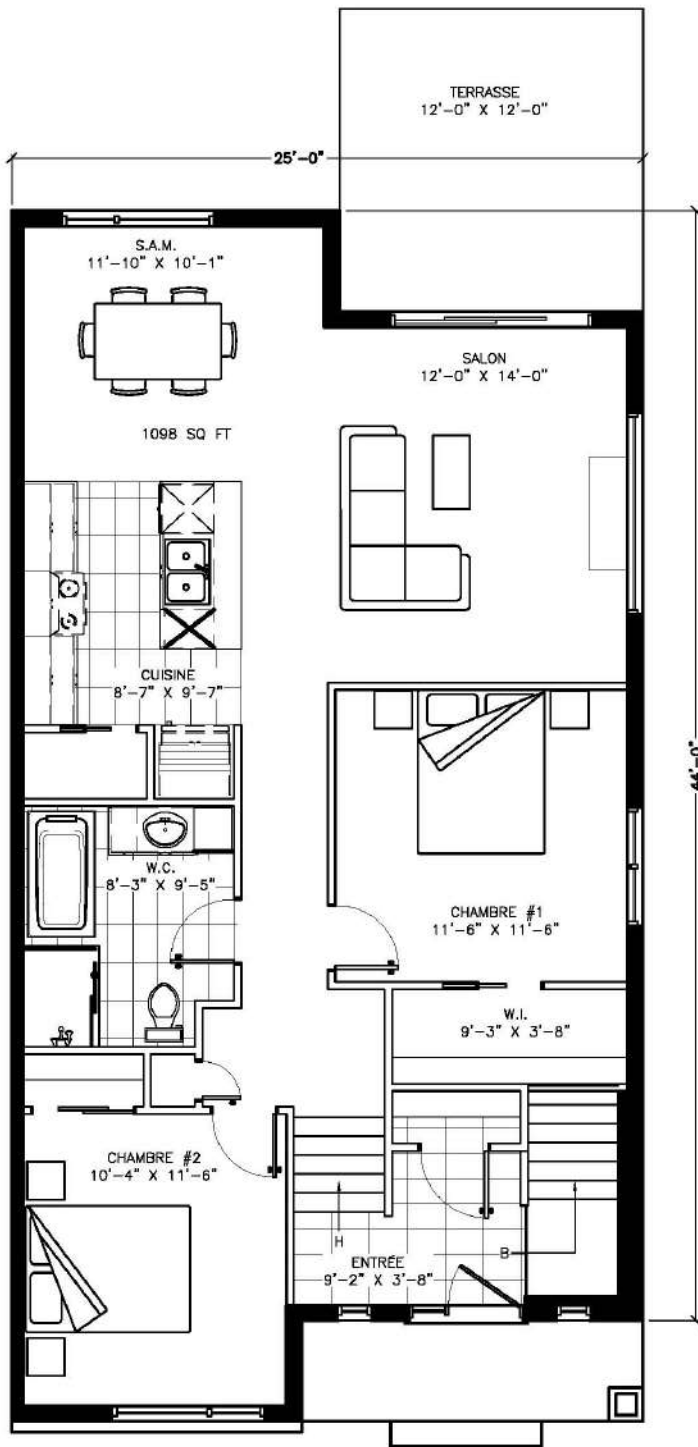 TERRASSE
12'-0" X 12'-0"
25'-0"
S.A.M.
11'-10" X 10'-1"
SALON
12'-0" X 14'-0"
1098 SQ FT
CUISINE
8'-7" X 9'-7"
44'-0"
W.C.
8'-3" X 9'-5"
CHAMBRE #1
11'-6" X 11'-6"
W.I.
9'-3" X 3'-8"
CHAMBRE #2
10'-4" X 11'-6"
H
B
ENTRÉE
9'-2" X 3'-8"